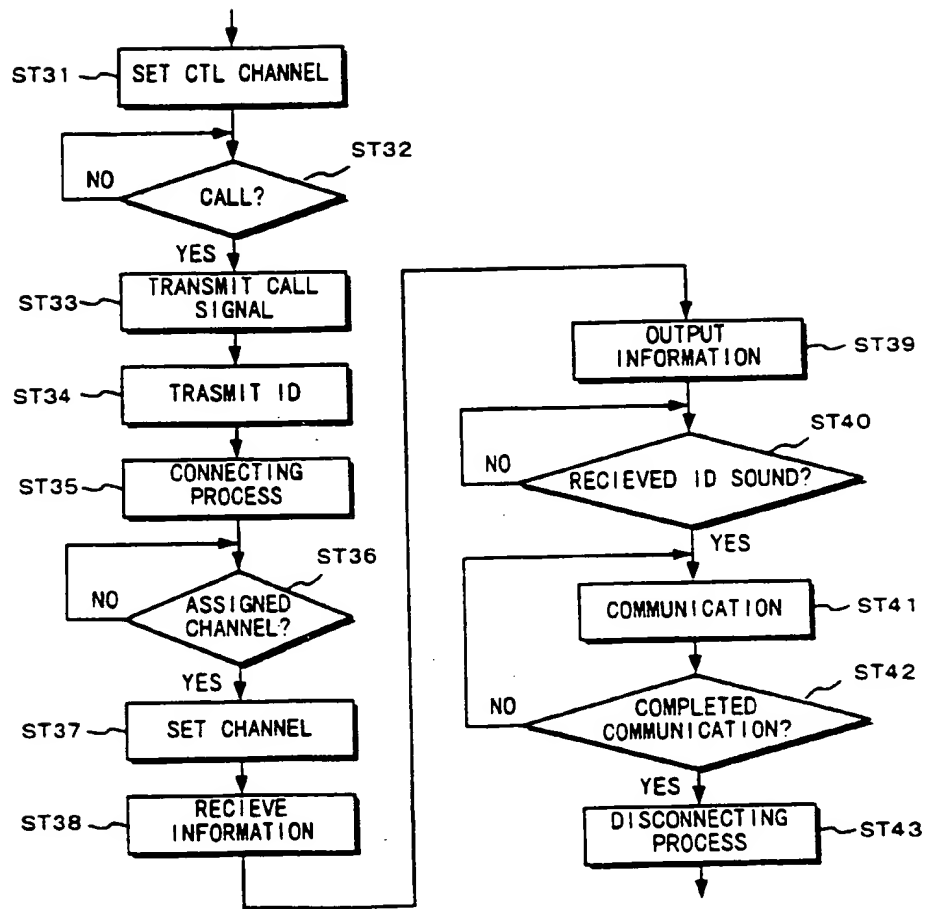 ST31
SET CTL CHANNEL
ST32
NO
CALL?
YES
ST33
TRANSMIT CALL
SIGNAL
ST34
TRASMIT ID
ST35
CONNECTING
PROCESS
ST36
NO
ASSIGNED
CHANNEL?
YES
ST37
SET CHANNEL
ST38
RECIEVE
INFORMATION
OUTPUT
INFORMATION
ST39
ST40
NO
RECIEVED ID SOUND?
YES
COMMUNICATION
ST41
ST42
NO
COMPLETED
COMMUNICATION?
YES
DISCONNECTING
PROCESS
ST43